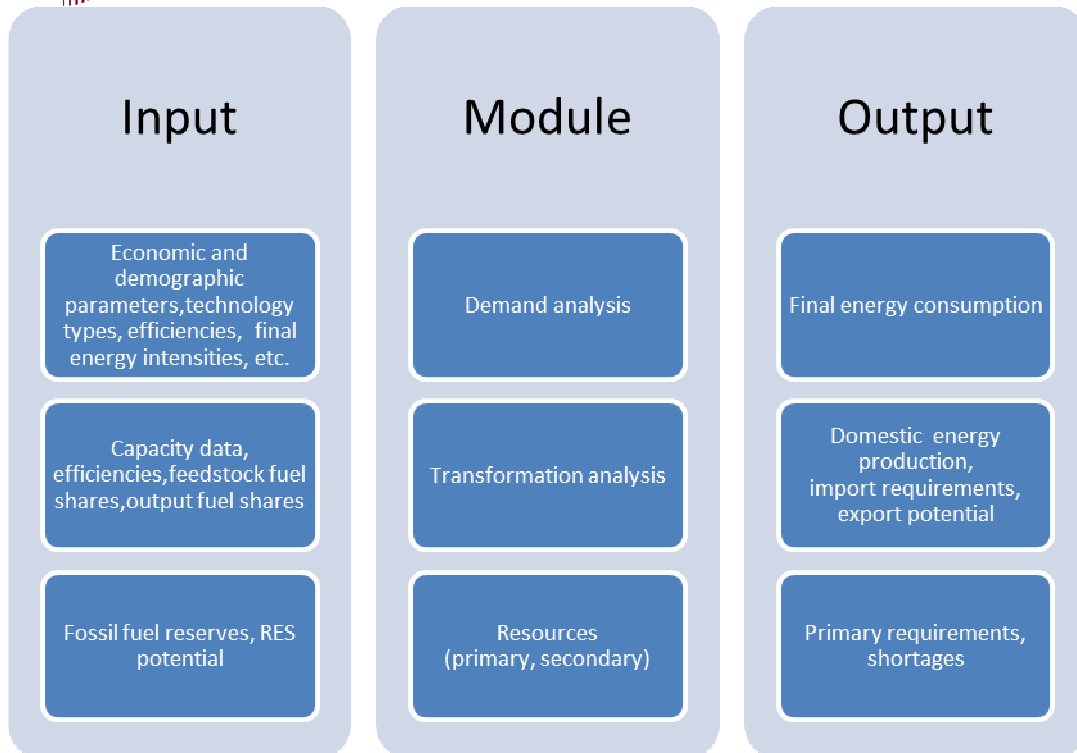 Input
Economic and
demographic
parameters,technology
types, efficiencies, final
energy intensities, etc.
Capacity data,
efficiencies,feedstock fuel
shares,output fuel shares
Fossil fuel reserves, RES
potential
Module
Demand analysis
Transformation analysis
Resources
(primary, secondary)
Output
Final energy consumption
Domestic energy
production,
import requirements,
export potential
Primary requirements,
shortages